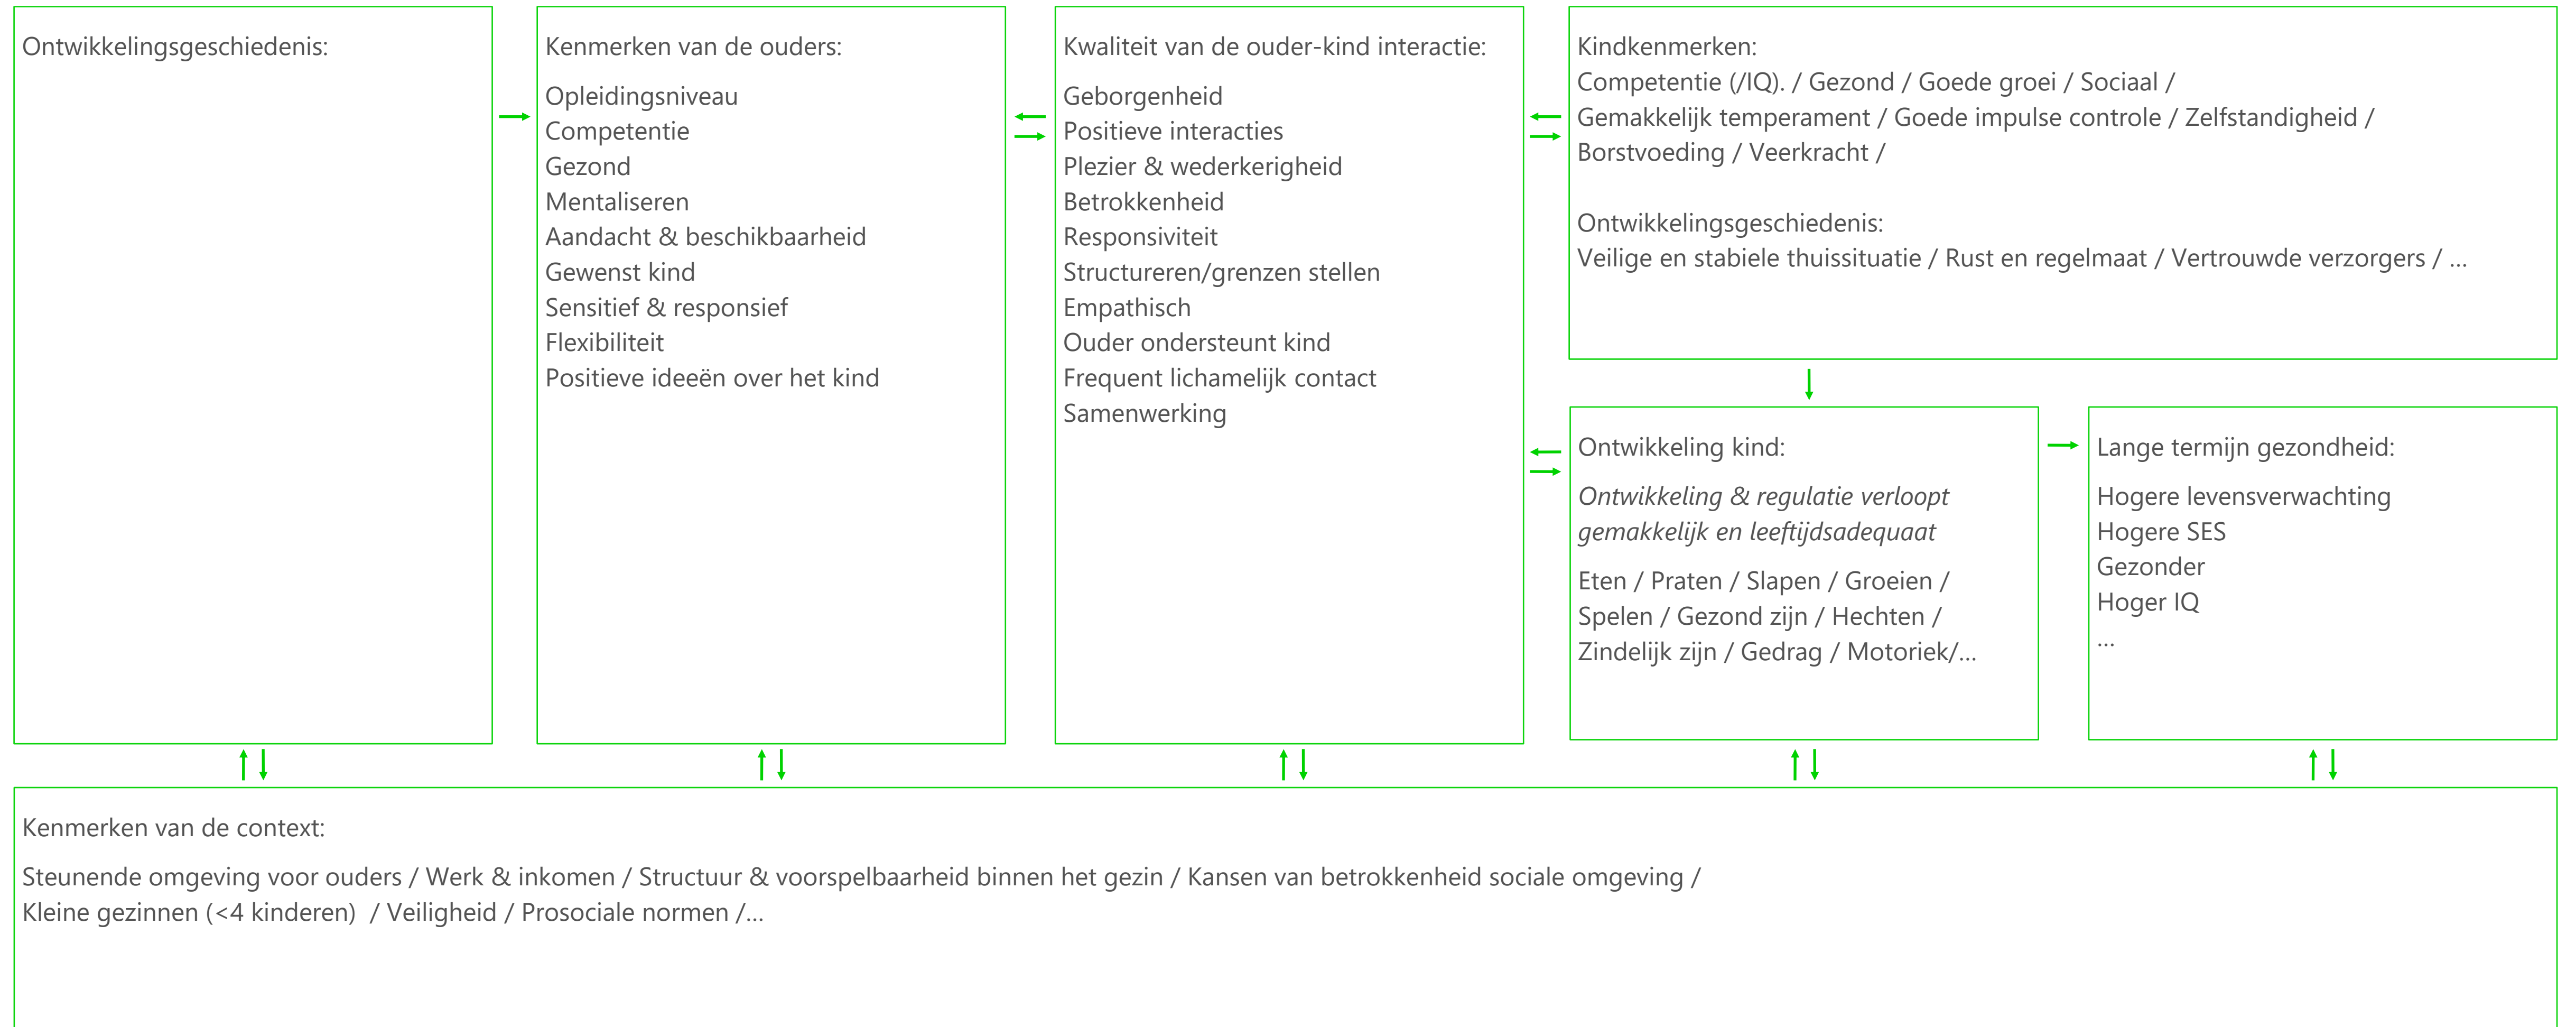 Ontwikkelingsgeschiedenis:
Kenmerken van de ouders:
Opleidingsniveau
Competentie
Gezond
Mentaliseren
Aandacht & beschikbaarheid
Gewenst kind
Sensitief & responsief
Flexibiliteit
Positieve ideeën over het kind
Kwaliteit van de ouder-kind interactie:
Geborgenheid
Positieve interacties
Plezier & wederkerigheid
Betrokkenheid
Responsiviteit
Structureren/grenzen stellen
Empathisch
Ouder ondersteunt kind
Frequent lichamelijk contact
Samenwerking
Kindkenmerken:
Competentie (/IQ). / Gezond / Goede groei / Sociaal /
Gemakkelijk temperament / Goede impulse controle / Zelfstandigheid /
Borstvoeding / Veerkracht /
Ontwikkelingsgeschiedenis:
Veilige en stabiele thuissituatie / Rust en regelmaat / Vertrouwde verzorgers / ...
Ontwikkeling kind:
Ontwikkeling & regulatie verloopt
gemakkelijk en leeftijdsadequaat
Eten / Praten / Slapen / Groeien /
Spelen / Gezond zijn / Hechten /
Zindelijk zijn / Gedrag / Motoriek/...
Lange termijn gezondheid:
Hogere levensverwachting
Hogere SES
Gezonder
Hoger IQ
...
Kenmerken van de context:
Steunende omgeving voor ouders / Werk & inkomen / Structuur & voorspelbaarheid binnen het gezin / Kansen van betrokkenheid sociale omgeving /
Kleine gezinnen (<4 kinderen)  / Veiligheid / Prosociale normen /...